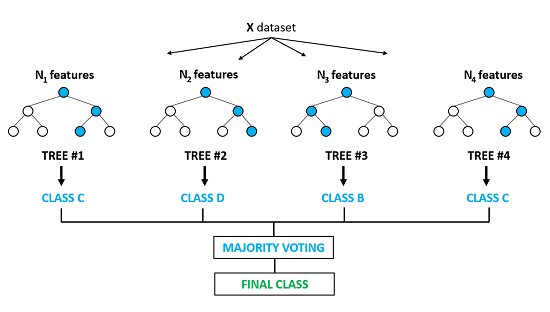 X dataset
N1 features N2 features N3 features N4 features
TREE #1 TREE #2 TREE #3 TREE #4
CLASS C CLASS D CLASS B CLASS C
MAJORITY VOTING
FINAL CLASS